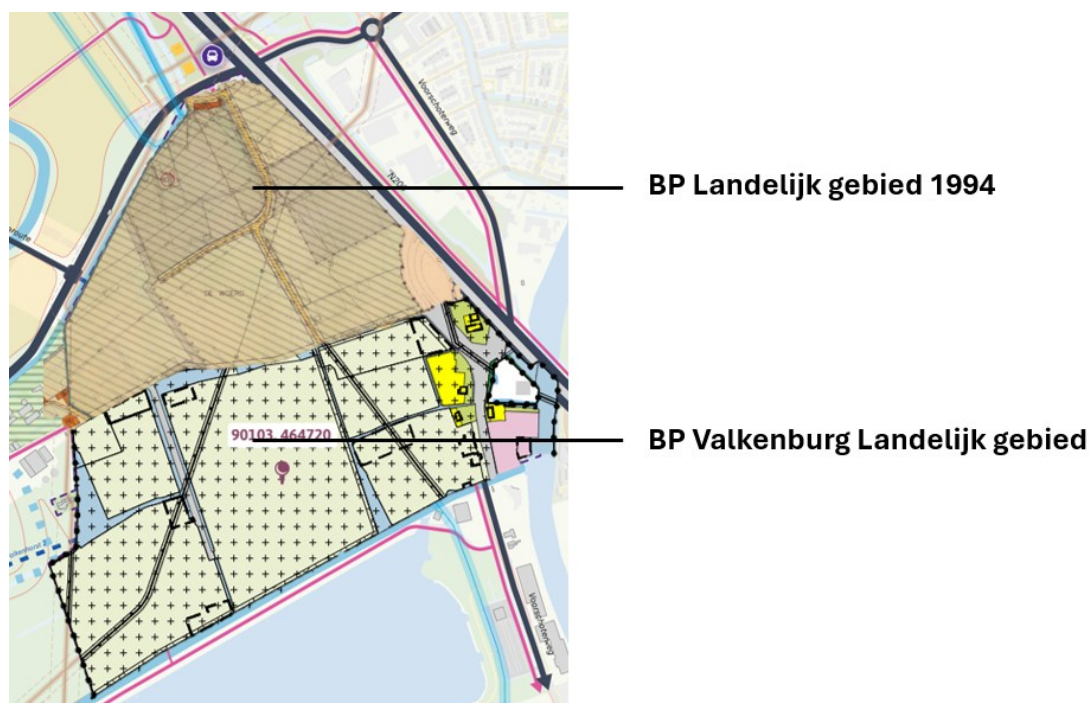 Voorschoterweg
"N206
BP Landelijk gebied 1994
DE WOERD
90103, 464720
BP Valkenburg Landelijk gebied
Voorschoterweg